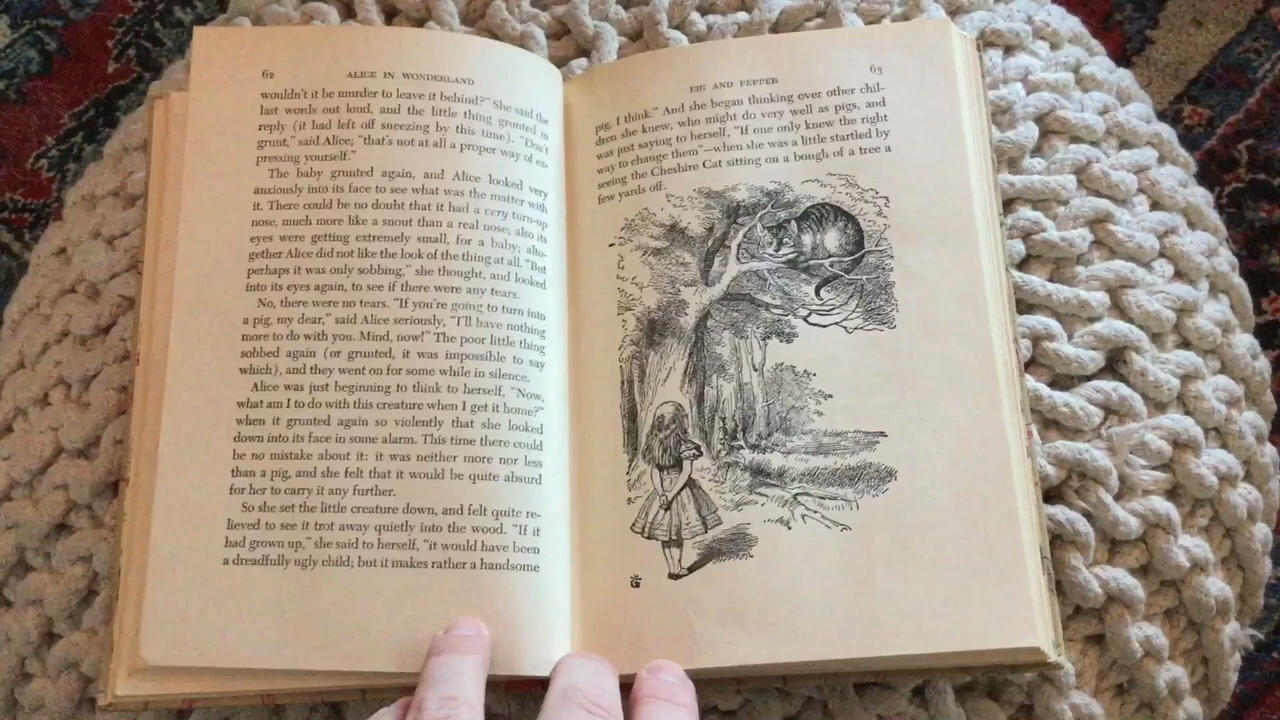 62 ALICE IN WONDERLAND
wouldn't it be murder to leave it behind?" She said the
last words out loud, and the little thing grunted in
reply (it had left off sneezing by this time). "Don't
grunt," said Alice; "that's not at all a proper way of ex-
pressing yourself."
The baby grunted again, and Alice looked very
anxiously into its face to see what was the matter with
it. There could be no doubt that it had a very turn-up
nose, much more like a snout than a real nose; also its
eyes were getting extremely small, for a baby; alto-
gether Alice did not like the look of the thing at all. "But
perhaps it was only sobbing," she thought, and looked
into its eyes again, to see if there were any tears.
No, there were no tears. "If you're going to turn into
a pig, my dear," said Alice seriously, "I'll have nothing
more to do with you. Mind, now!" The poor little thing
sobbed again (or grunted, it was impossible to say
which), and they went on for some while in silence.
Alice was just beginning to think to herself, "Now,
what am I to do with this creature when I get it home?"
when it grunted again so violently that she looked
down into its face in some alarm. This time there could
be no mistake about it: it was neither more nor less
than a pig, and she felt that it would be quite absurd
for her to carry it any further.
So she set the little creature down, and felt quite re-
lieved to see it trot away quietly into the wood. "If it
had grown up," she said to herself, "it would have been
a dreadfully ugly child; but it makes rather a handsome
PIG AND PEPPER 63
pig, I think." And she began thinking over other chil-
dren she knew, who might do very well as pigs, and
was just saying to herself, "If one only knew the right
way to change them"—when she was a little startled by
seeing the Cheshire Cat sitting on a bough of a tree a
few yards off.